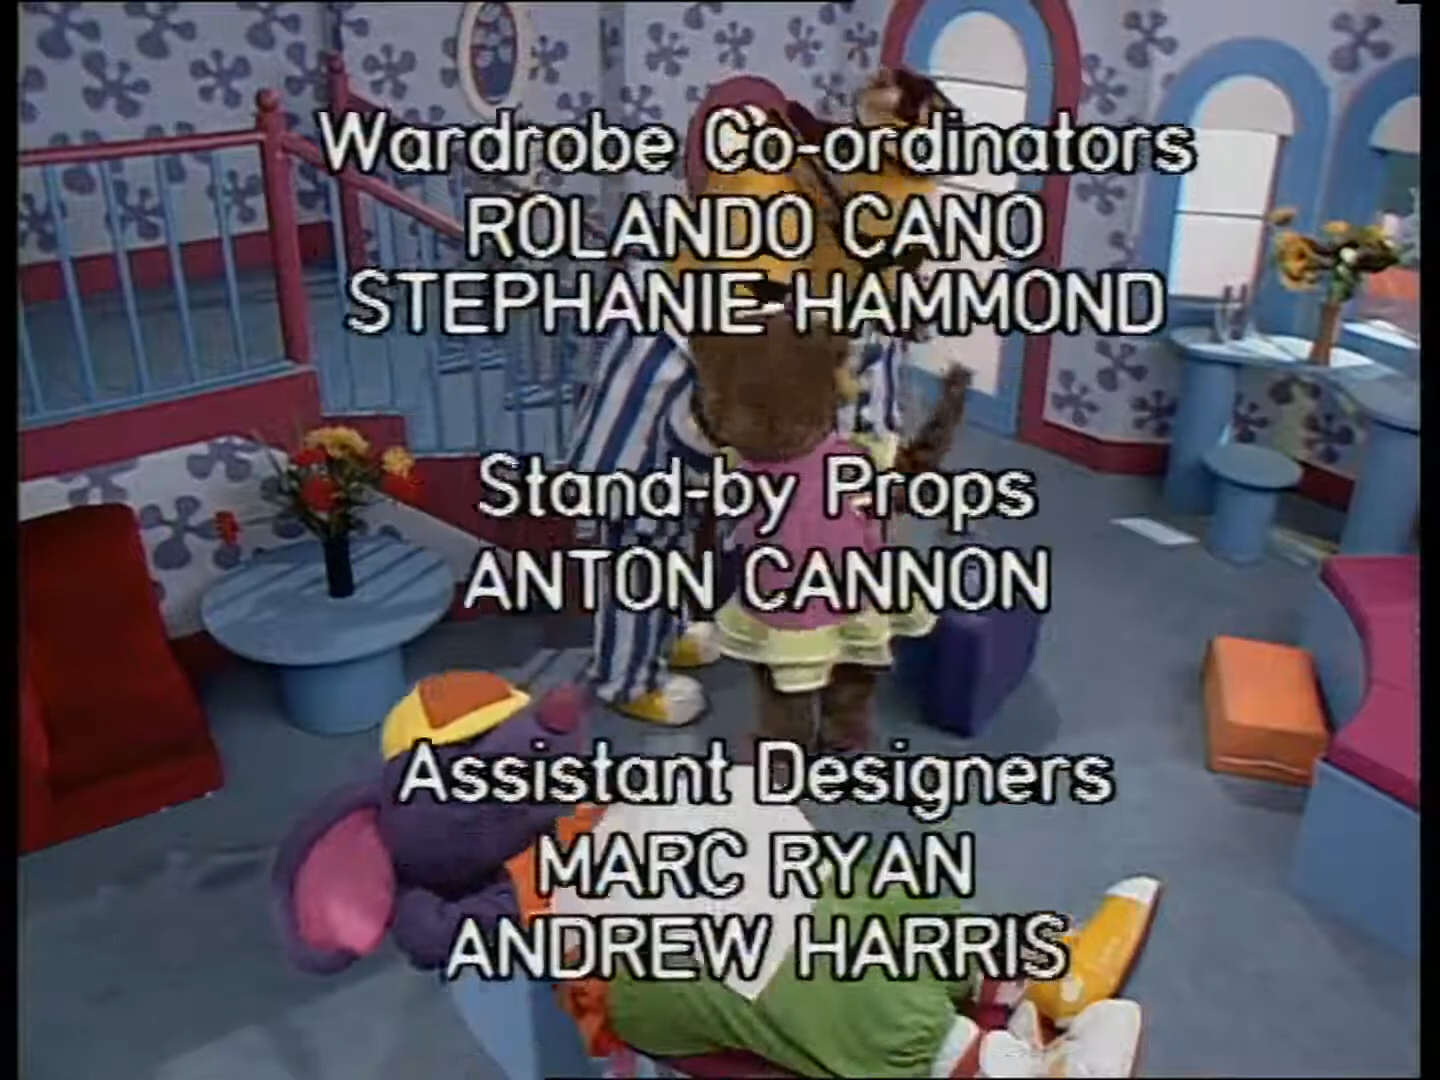 Wardrobe Co-ordinators
ROLANDO CANO
STEPHANIE HAMMOND
Stand-by Props
ANTON CANNON
Assistant Designers
MARC RYAN
ANDREW HARRIS